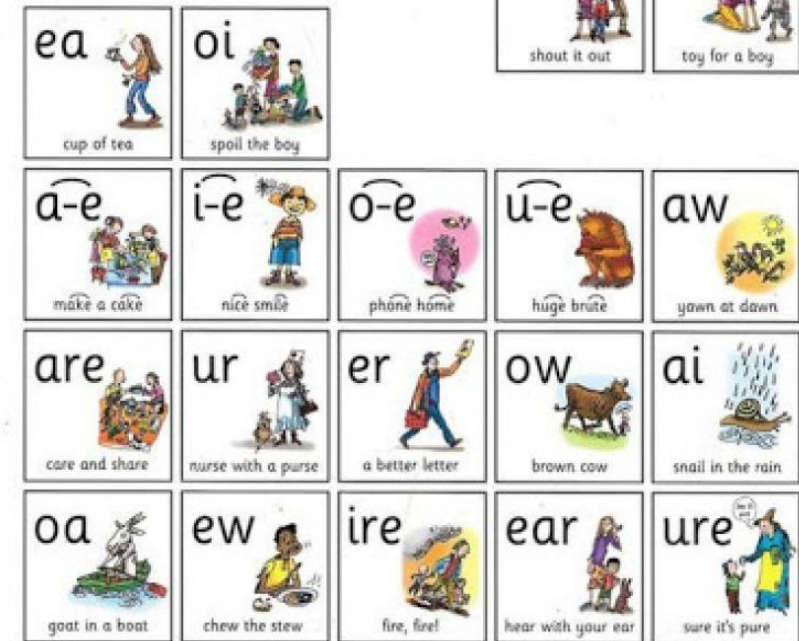 shout it out
toy for a boy
ea
cup of tea
oi
spoil the boy
a-e
make a cake
i-e
nice smile
o-e
phone home
u-e
huge brute
aw
yawn at dawn
are
care and share
ur
nurse with a purse
er
a better letter
ow
brown cow
ai
snail in the rain
oa
goat in a boat
ew
chew the stew
ire
fire, fire!
ear
hear with your ear
ure
sure it's pure